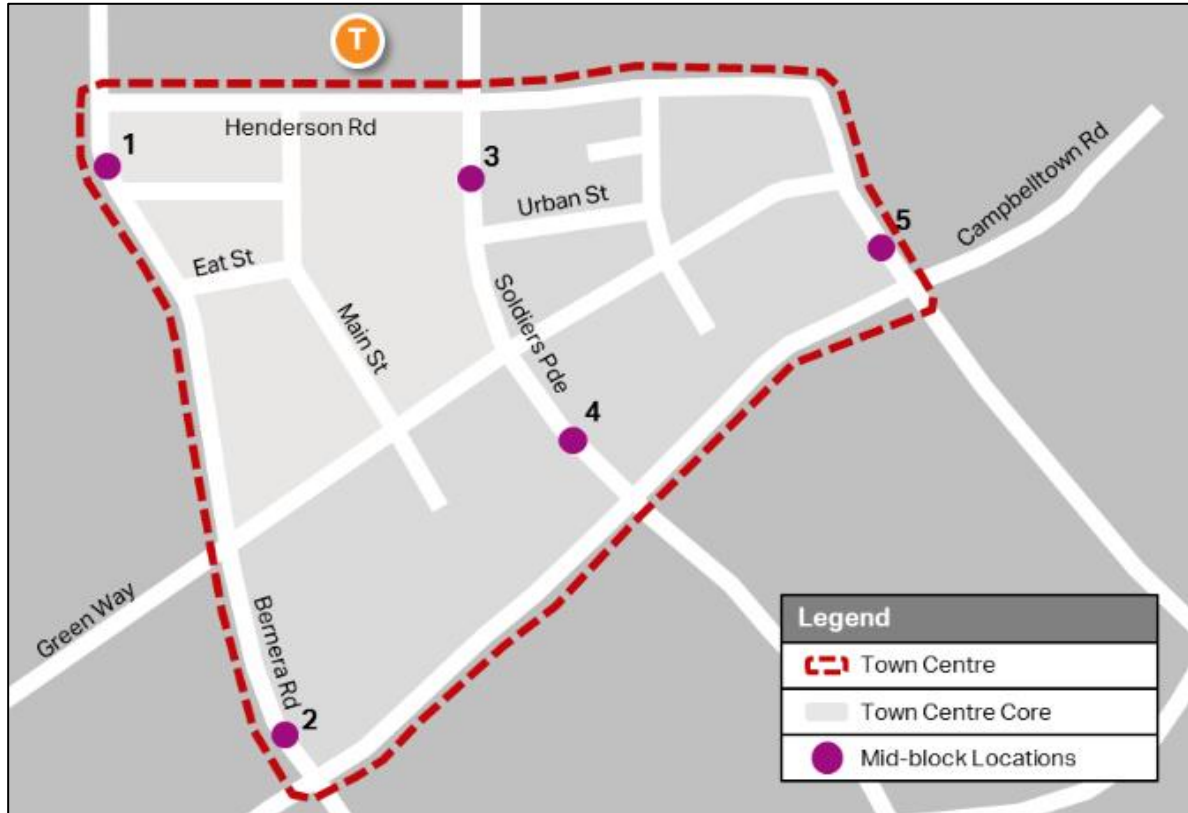 T
Henderson Rd
1
3
Urban St
Campbelltown Rd
5
Eat St
Main St
Soldiers Pde
4
Green Way
Bernera Rd
2
Legend
Town Centre
Town Centre Core
Mid-block Locations